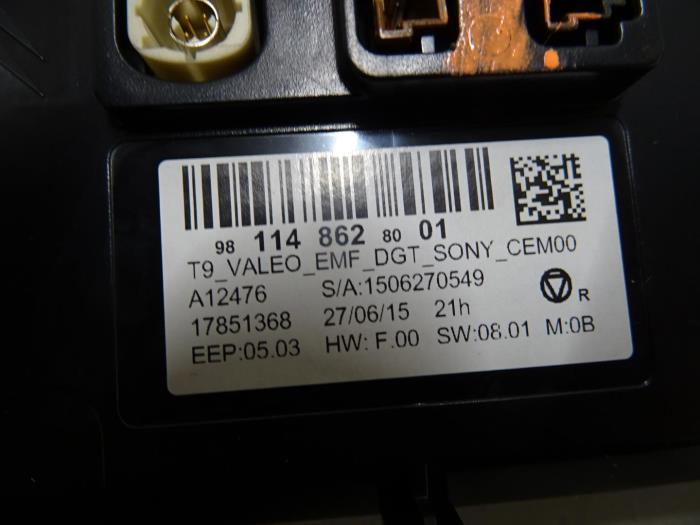 98 114 862 80 01
T9_VALEO_EMF_DGT_SONY_CEM00
A12476 S/A:1506270549
17851368 27/06/15 21h R
EEP:05.03 HW: F.00 SW:08.01 M:0B